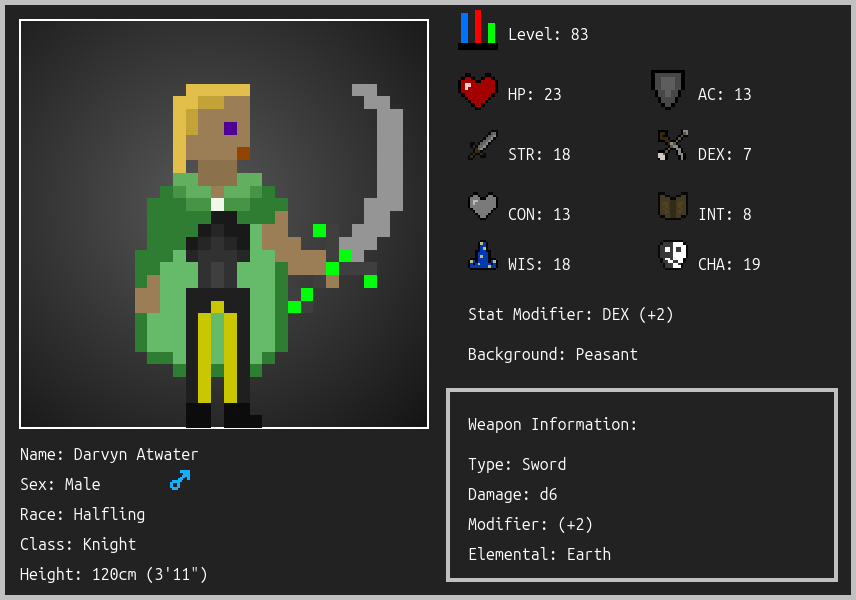 Level: 83
HP: 23
AC: 13
STR: 18
DEX: 7
CON: 13
INT: 8
WIS: 18
CHA: 19
Stat Modifier: DEX (+2)
Background: Peasant
Weapon Information:
Type: Sword
Damage: d6
Modifier: (+2)
Elemental: Earth
Name: Darvyn Atwater
Sex: Male
Race: Halfling
Class: Knight
Height: 120cm (3'11")